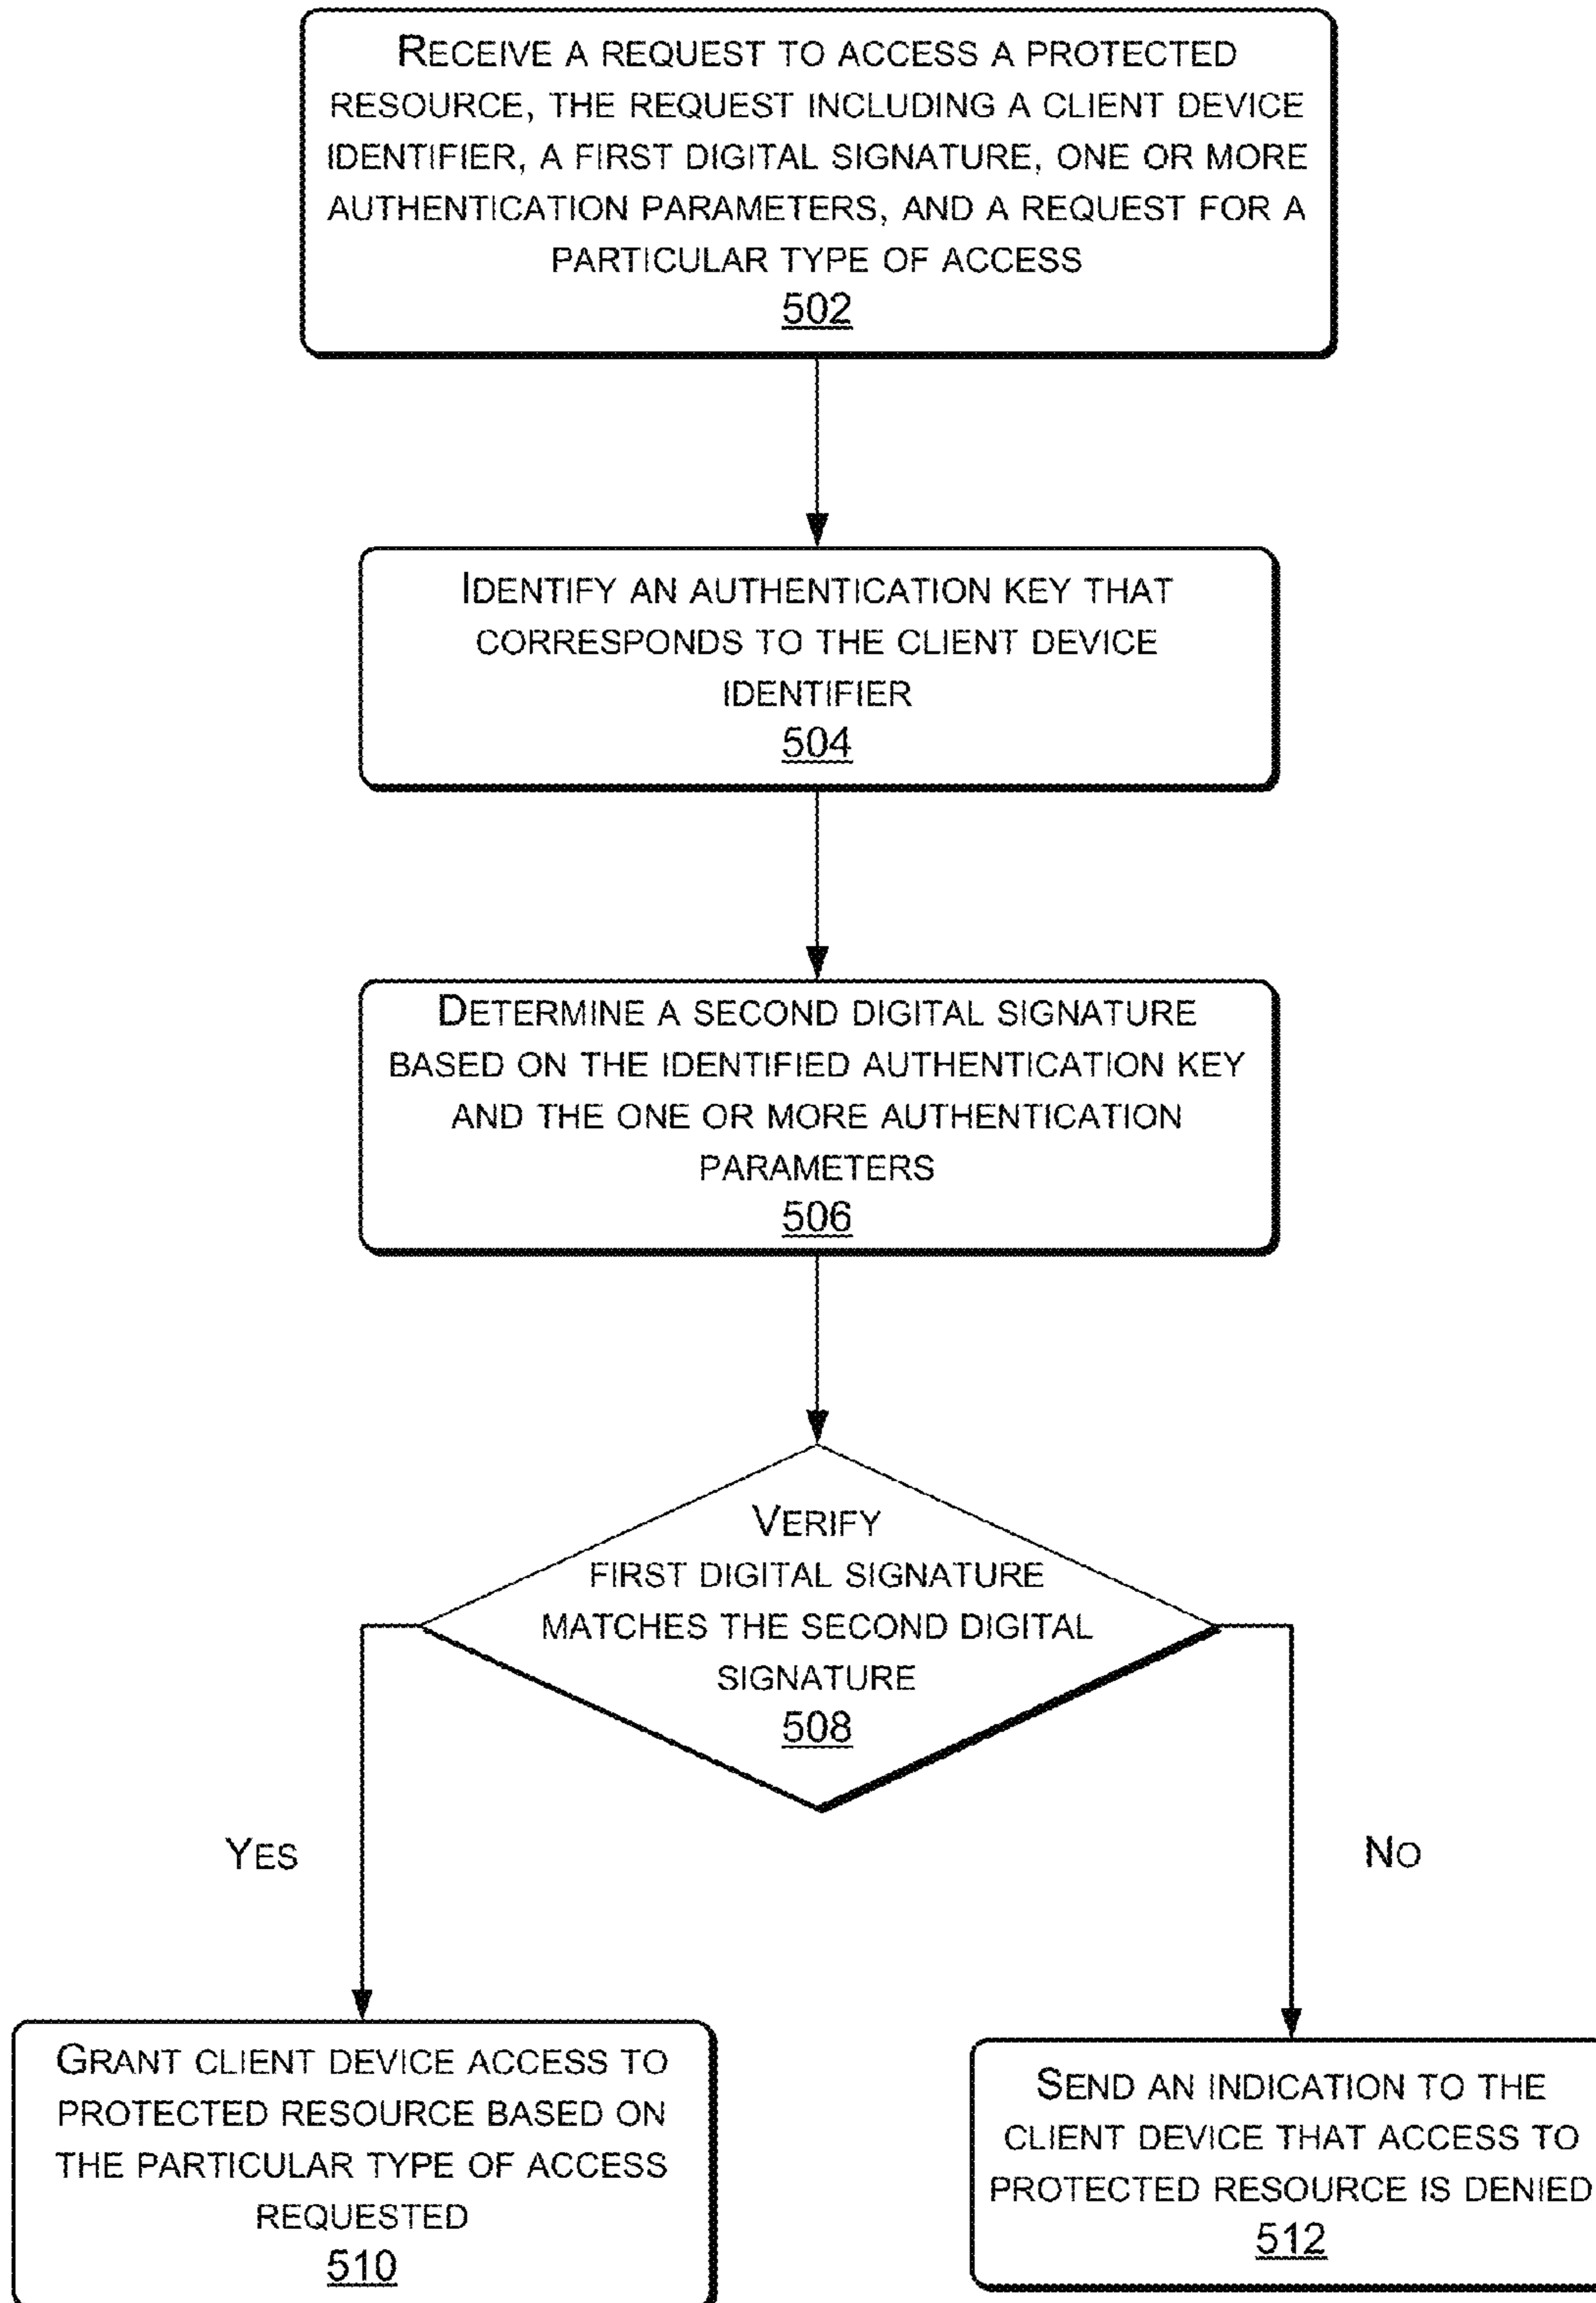 RECEIVE A REQUEST TO ACCESS A PROTECTED
RESOURCE, THE REQUEST INCLUDING A CLIENT DEVICE
IDENTIFIER, A FIRST DIGITAL SIGNATURE, ONE OR MORE
AUTHENTICATION PARAMETERS, AND A REQUEST FOR A
PARTICULAR TYPE OF ACCESS
502
IDENTIFY AN AUTHENTICATION KEY THAT
CORRESPONDS TO THE CLIENT DEVICE
IDENTIFIER
504
DETERMINE A SECOND DIGITAL SIGNATURE
BASED ON THE IDENTIFIED AUTHENTICATION KEY
AND THE ONE OR MORE AUTHENTICATION
PARAMETERS
506
VERIFY
FIRST DIGITAL SIGNATURE
MATCHES THE SECOND DIGITAL
SIGNATURE
508
YES
NO
GRANT CLIENT DEVICE ACCESS TO
PROTECTED RESOURCE BASED ON
THE PARTICULAR TYPE OF ACCESS
REQUESTED
510
SEND AN INDICATION TO THE
CLIENT DEVICE THAT ACCESS TO
PROTECTED RESOURCE IS DENIED
512